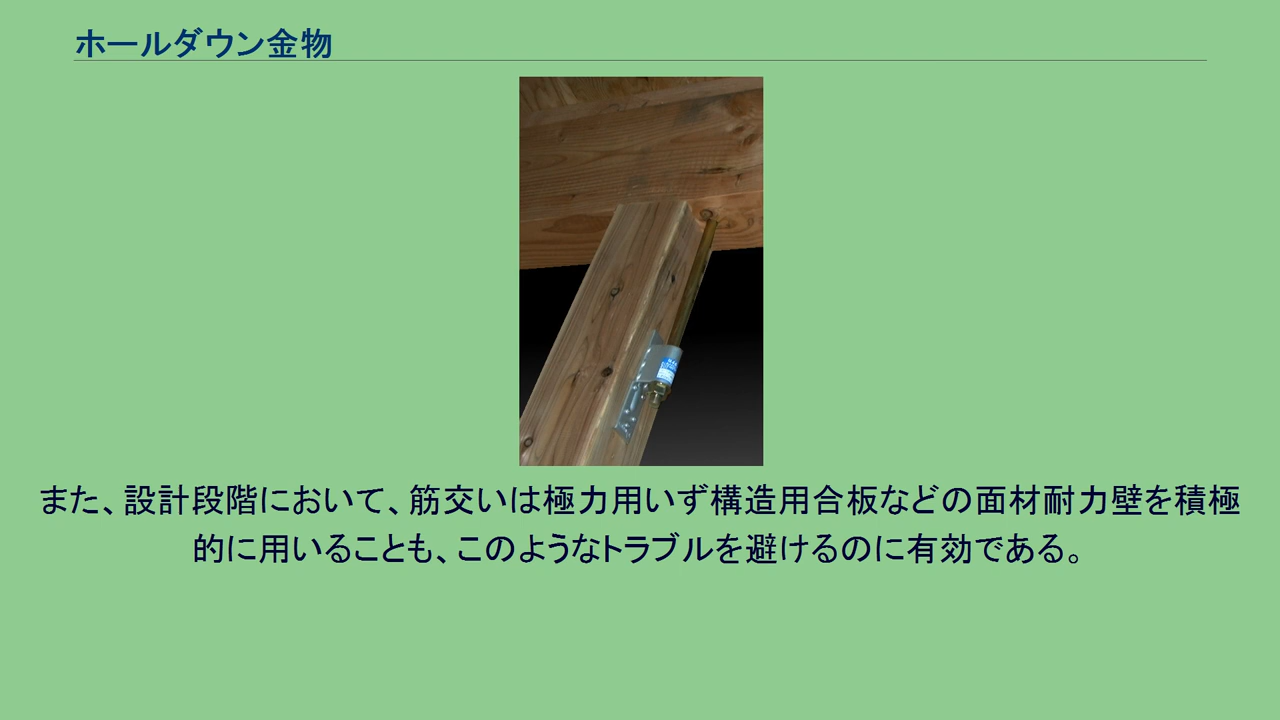 ホールダウン金物
また、設計段階において、筋交いは極力用いず構造用合板などの面材耐力壁を積極
的に用いることも、このようなトラブルを避けるのに有効である。